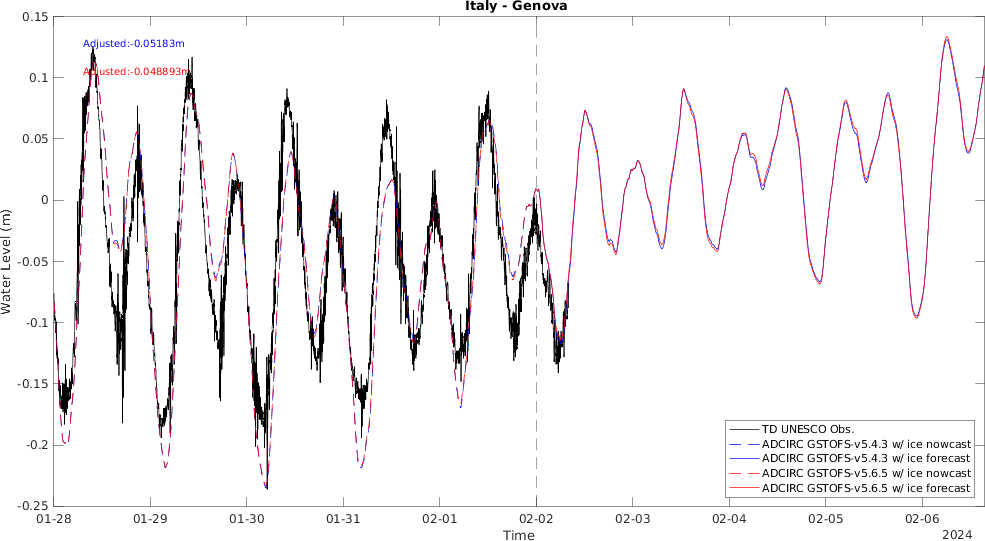 Italy - Genova
0.15
0.1
0.05
0
-0.05
-0.1
-0.15
-0.2
-0.25
Water Level (m)
Adjusted:-0.05183m
Adjusted:-0.048893m
TD UNESCO Obs.
ADCIRC GSTOFS-v5.4.3 w/ ice nowcast
ADCIRC GSTOFS-v5.4.3 w/ ice forecast
ADCIRC GSTOFS-v5.6.5 w/ ice nowcast
ADCIRC GSTOFS-v5.6.5 w/ ice forecast
01-28 01-29 01-30 01-31 02-01 02-02 02-03 02-04 02-05 02-06
Time
2024